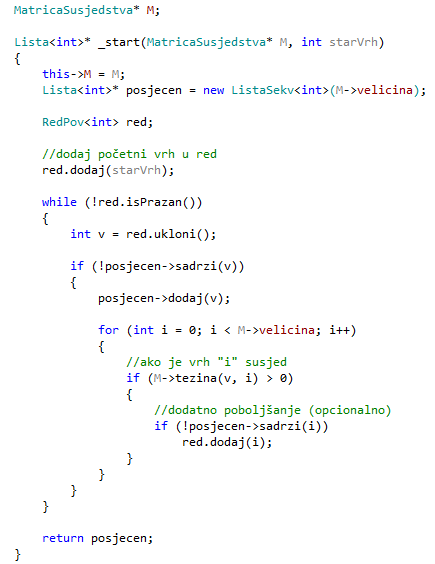 MatricaSusjedstva* M;
Lista<int>* _start(MatricaSusjedstva* M, int starVrh)
{
this->M = M;
Lista<int>* posjecen = new ListaSekv<int>(M->velicina);
RedPov<int> red;
//dodaj početni vrh u red
red.dodaj(starVrh);
while (!red.isPrazan())
{
int v = red.ukloni();
if (!posjecen->sadrzi(v))
{
posjecen->dodaj(v);
for (int i = 0; i < M->velicina; i++)
{
//ako je vrh "i" susjed
if (M->tezina(v, i) > 0)
{
//dodatno poboljšanje (opcionalno)
if (!posjecen->sadrzi(i))
red.dodaj(i);
}
}
}
}
return posjecen;
}